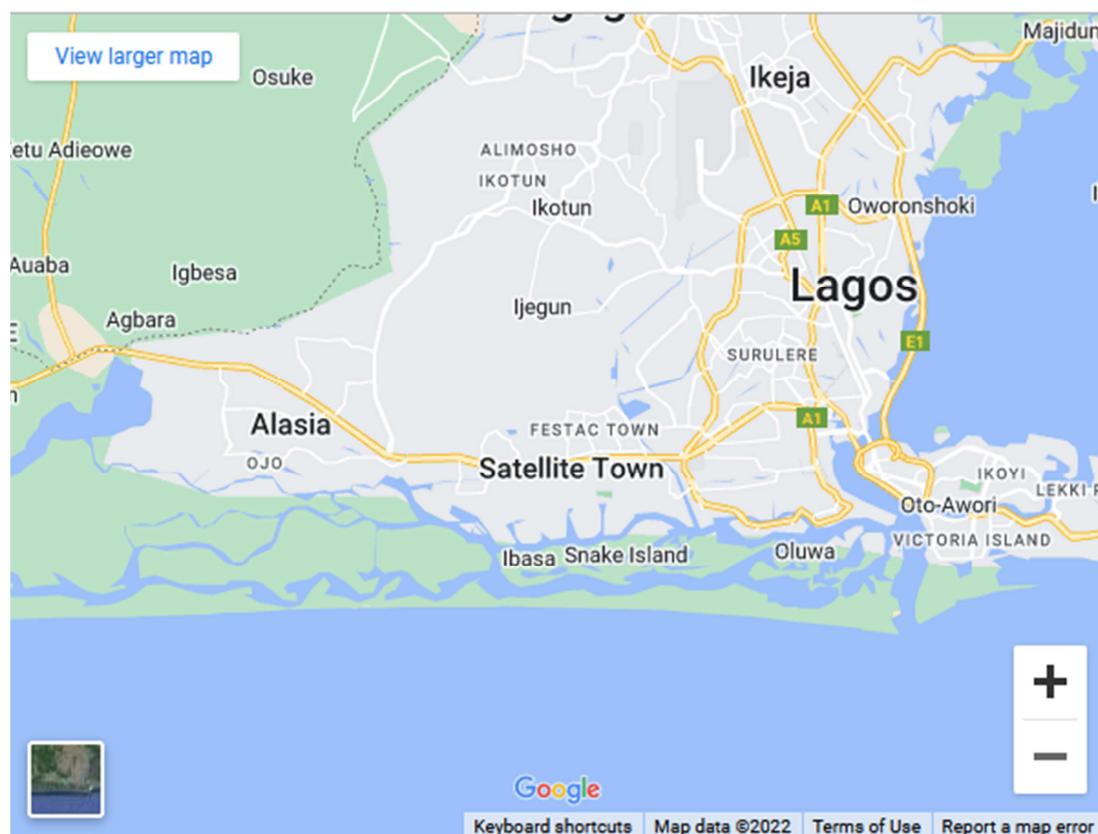 View larger map
Majidun
Osuke
Ikeja
etu Adieowe
ALIMOSHO
IKOTUN
Ikotun
A1
Oworonshoki
A5
Auaba
Igbesa
Lagos
Ijegun
Agbara
E1
SURULERE
Alasia
A1
FESTAC TOWN
OJO
Satellite Town
IKOYI
LEKKI
Oto-Awori
VICTORIA ISLAND
Ibasa
Snake Island
Oluwa
+
−
Google
Keyboard shortcuts
Map data ©2022
Terms of Use
Report a map error